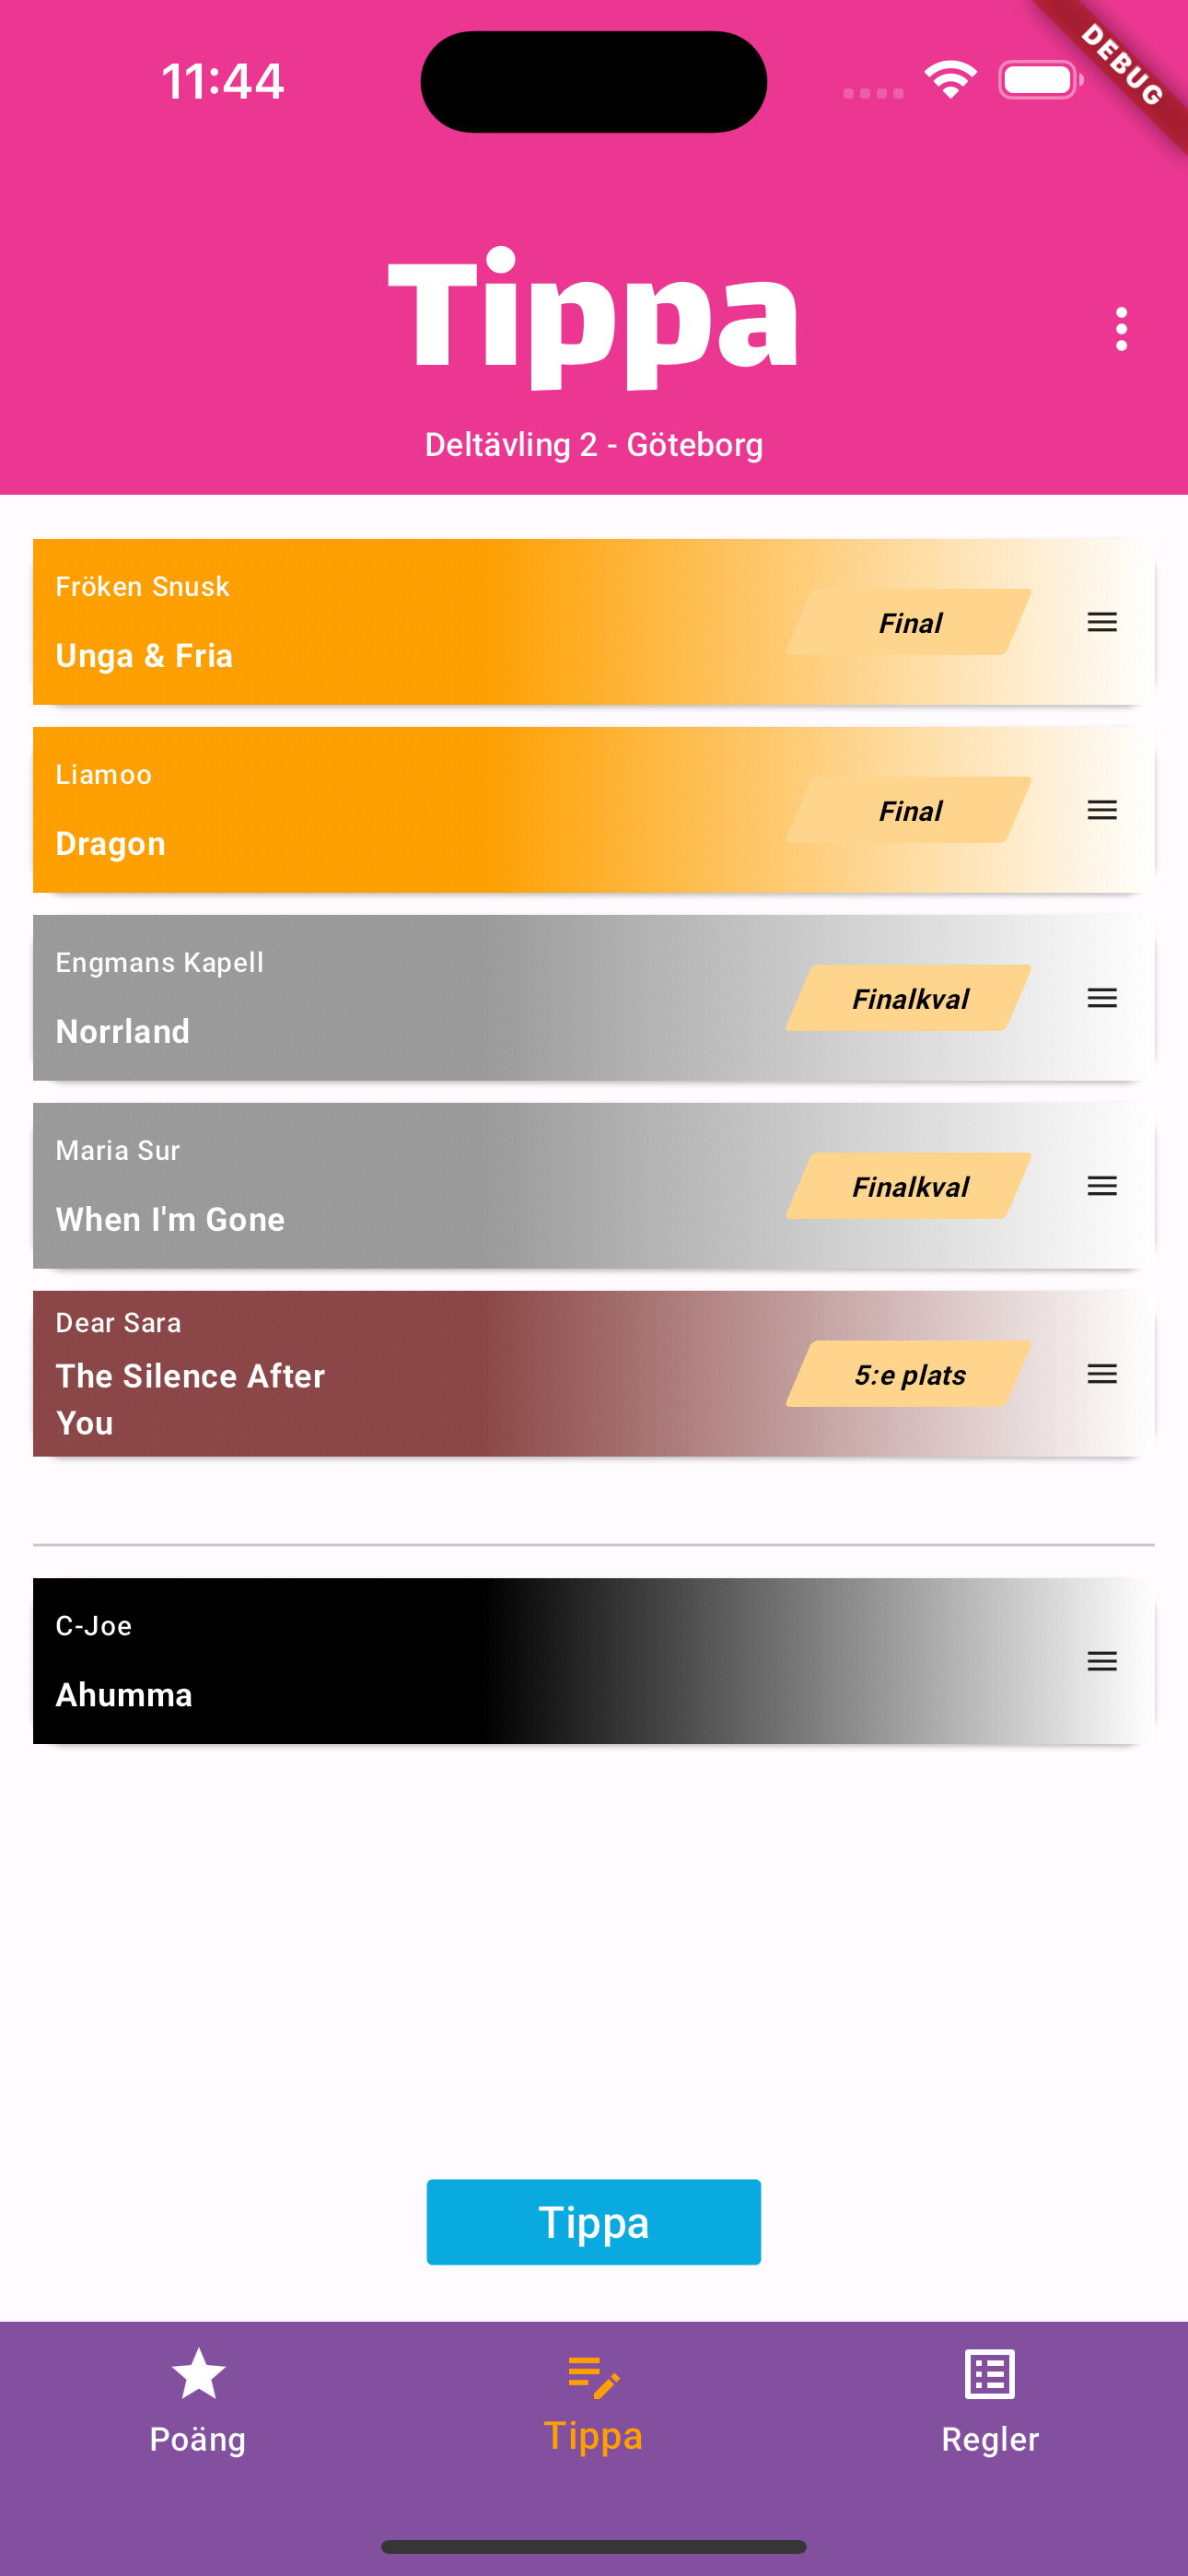 11:44
DEBUG
Tippa
Deltävling 2 - Göteborg
Fröken Snusk
Unga & Fria
Final
Liamoo
Dragon
Final
Engmans Kapell
Norrland
Finalkval
Maria Sur
When I'm Gone
Finalkval
Dear Sara
The Silence After
You
5:e plats
C-Joe
Ahumma
Tippa
Poäng
Tippa
Regler